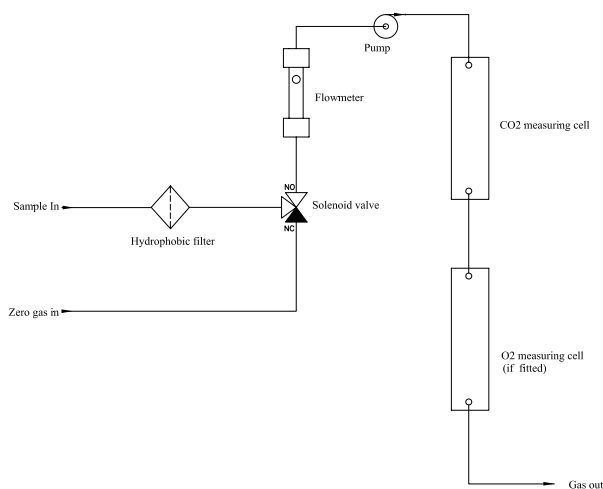 Pump
Flowmeter
CO2 measuring cell
NO
Sample In
Solenoid valve
NC
Hydrophobic filter
Zero gas in
O2 measuring cell
(if fitted)
Gas out